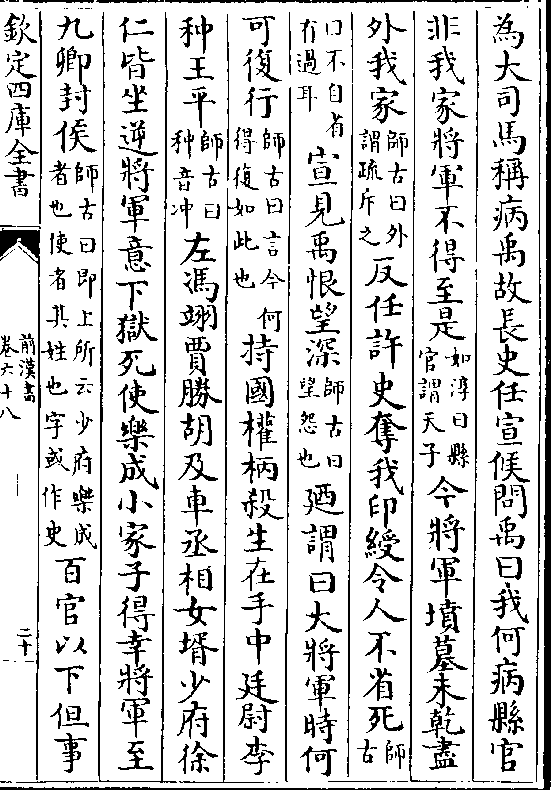 為大司馬稱病禹故長史任宣候問禹曰我何病縣官
非我家將軍不得至是如淳曰縣官謂天子今將軍墳墓未乾盡
外我家師古曰外謂疏斥之反任許史奪我印綬令人不省死師古
曰不自省有過耳宣見禹恨望深師古曰望怨也廼謂曰大將軍時何
可復行師古曰言今何得復如此也持國權柄殺生在手中廷尉李
种王平師古曰种音冲左馮翊賈勝胡及車丞相女壻少府徐
仁皆坐逆將軍意下獄死使樂成小家子得幸將軍至
九卿封侯師古曰即上所云少府樂成者也使者其姓也字或作史百官以下但事
欽定四庫全書
前漢書
卷六十八
二十